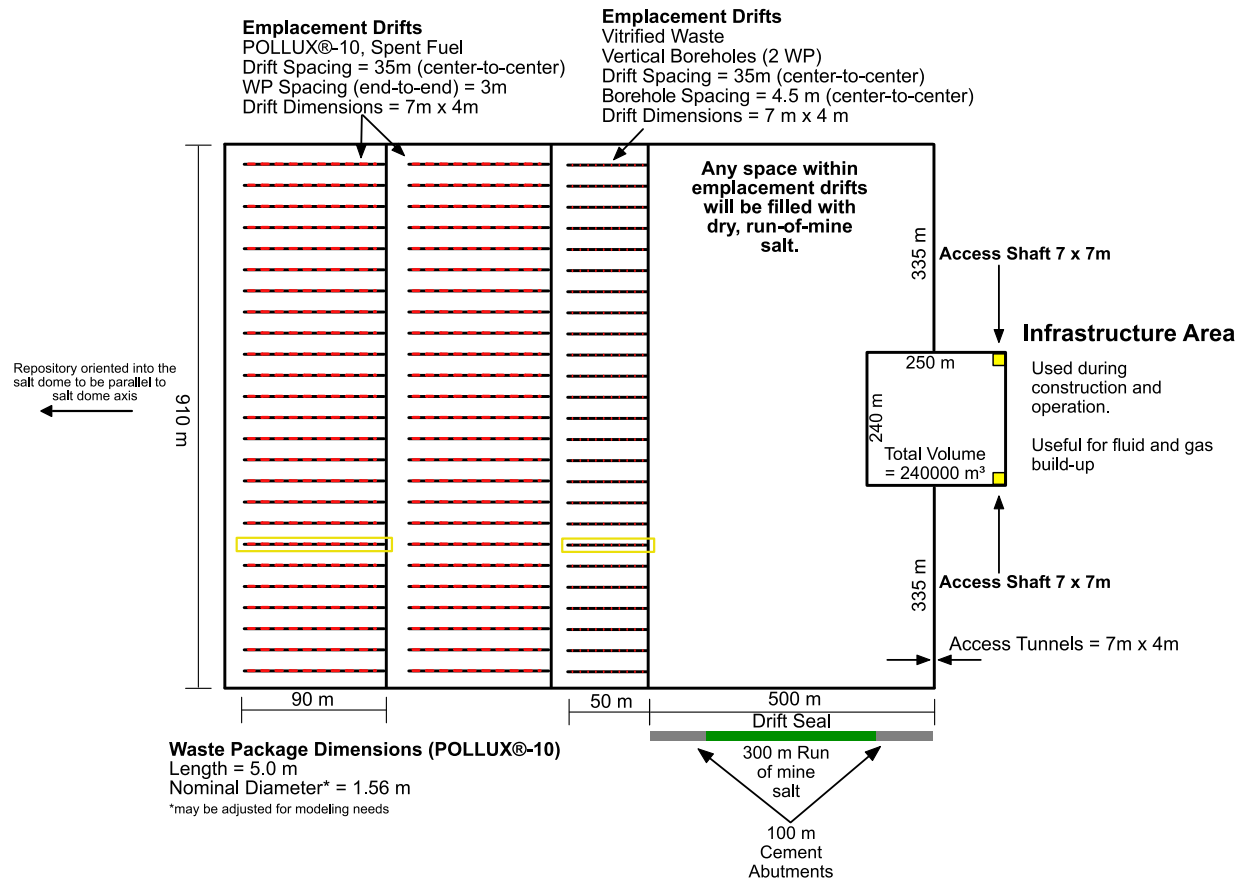 Emplacement Drifts
POLLUX®-10, Spent Fuel
Drift Spacing = 35m (center-to-center)
WP Spacing (end-to-end) = 3m
Drift Dimensions = 7m x 4m
Emplacement Drifts
Vitrified Waste
Vertical Boreholes (2 WP)
Drift Spacing = 35m (center-to-center)
Borehole Spacing = 4.5 m (center-to-center)
Drift Dimensions = 7 m x 4 m
Any space within
emplacement drifts
will be filled with
dry, run-of-mine
salt.
335 m
Access Shaft 7 x 7m
Infrastructure Area
250 m
Used during
construction and
operation.
Useful for fluid and gas
build-up
240 m
Total Volume
= 240000 m³
Repository oriented into the
salt dome to be parallel to
salt dome axis
910 m
335 m
Access Shaft 7 x 7m
Access Tunnels = 7m x 4m
90 m
50 m
500 m
Drift Seal
300 m Run
of mine
salt
100 m
Cement
Abutments
Waste Package Dimensions (POLLUX®-10)
Length = 5.0 m
Nominal Diameter* = 1.56 m
*may be adjusted for modeling needs